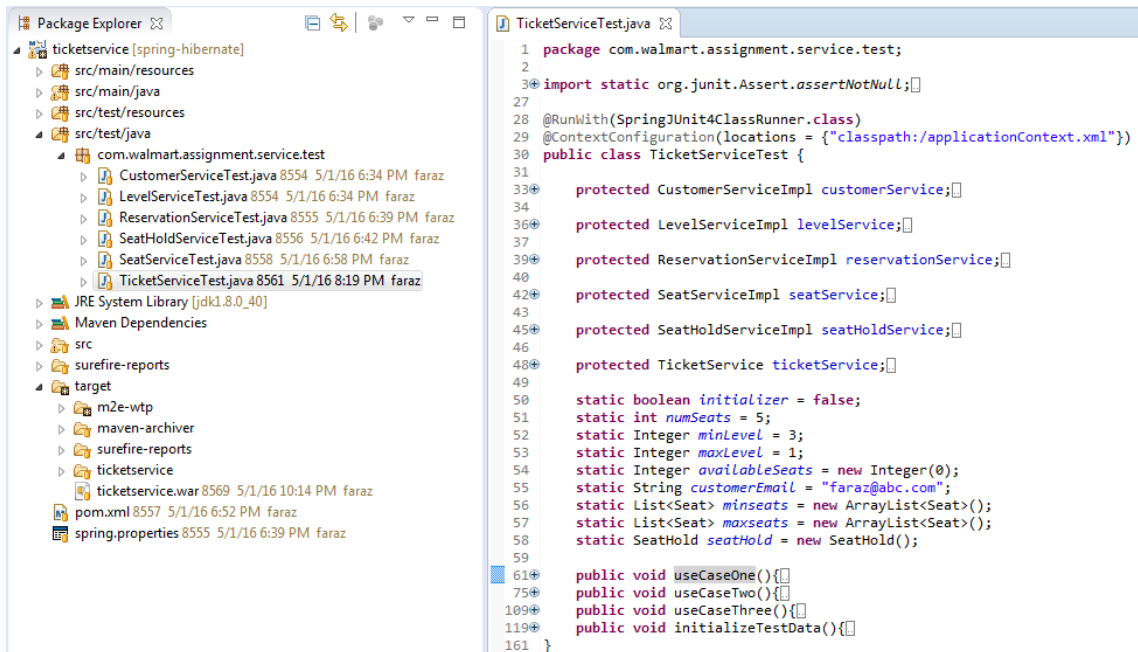 Package Explorer
ticketservice [spring-hibernate]
src/main/resources
src/main/java
src/test/resources
src/test/java
com.walmart.assignment.service.test
CustomerServiceTest.java 8554 5/1/16 6:34 PM faraz
LevelServiceTest.java 8554 5/1/16 6:34 PM faraz
ReservationServiceTest.java 8555 5/1/16 6:39 PM faraz
SeatHoldServiceTest.java 8556 5/1/16 6:42 PM faraz
SeatServiceTest.java 8558 5/1/16 6:58 PM faraz
TicketServiceTest.java 8561 5/1/16 8:19 PM faraz
JRE System Library [jdk1.8.0_40]
Maven Dependencies
src
surefire-reports
target
m2e-wtp
maven-archiver
surefire-reports
ticketservice
ticketservice.war 8569 5/1/16 10:14 PM faraz
pom.xml 8557 5/1/16 6:52 PM faraz
spring.properties 8555 5/1/16 6:39 PM faraz
TicketServiceTest.java
1 package com.walmart.assignment.service.test;
2
3 import static org.junit.Assert.assertNotNull;
27
28 @RunWith(SpringJUnit4ClassRunner.class)
29 @ContextConfiguration(locations = {"classpath:/applicationContext.xml"})
30 public class TicketServiceTest {
31
33 protected CustomerServiceImpl customerService;
34
36 protected LevelServiceImpl levelService;
37
39 protected ReservationServiceImpl reservationService;
40
42 protected SeatServiceImpl seatService;
43
45 protected SeatHoldServiceImpl seatHoldService;
46
48 protected TicketService ticketService;
49
50 static boolean initializer = false;
51 static int numSeats = 5;
52 static Integer minLevel = 3;
53 static Integer maxLevel = 1;
54 static Integer availableSeats = new Integer(0);
55 static String customerEmail = "faraz@abc.com";
56 static List<Seat> minseats = new ArrayList<Seat>();
57 static List<Seat> maxseats = new ArrayList<Seat>();
58 static SeatHold seatHold = new SeatHold();
59
61 public void useCaseOne(){
75 public void useCaseTwo(){
109 public void useCaseThree(){
119 public void initializeTestData(){
161 }